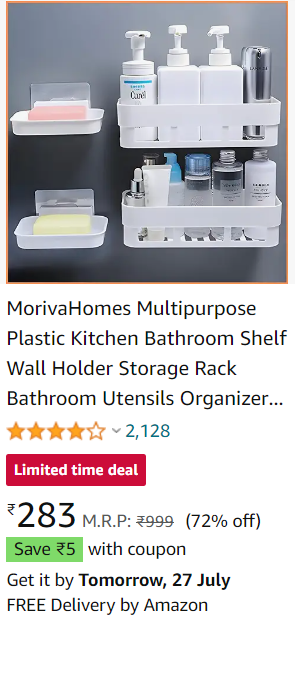 Curél
MorivaHomes Multipurpose
Plastic Kitchen Bathroom Shelf
Wall Holder Storage Rack
Bathroom Utensils Organizer...
2,128
Limited time deal
₹283 M.R.P: ₹999 (72% off)
Save ₹5 with coupon
Get it by Tomorrow, 27 July
FREE Delivery by Amazon